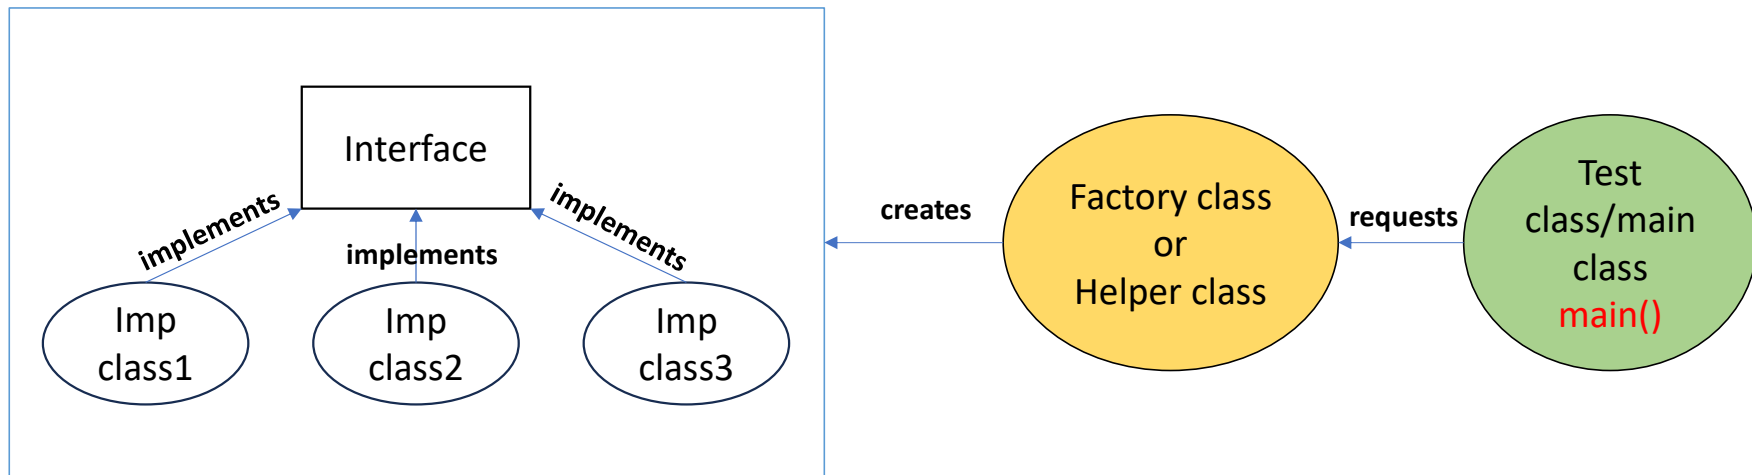 Interface
implements
implements
implements
Imp
class1
Imp
class2
Imp
class3
creates
Factory class
or
Helper class
requests
Test
class/main
class
main()